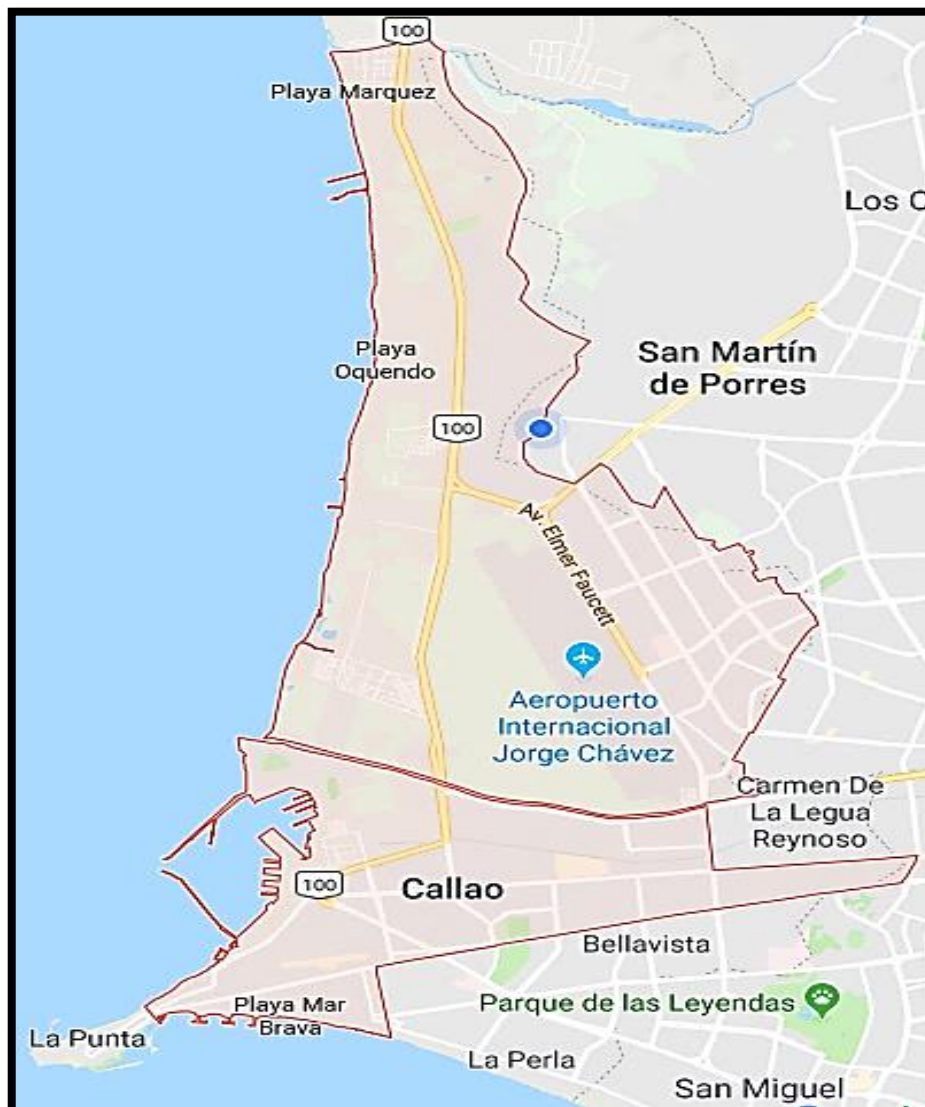 100
Playa Marquez
Los C
San Martín
de Porres
Playa
Oquendo
100
Av. Elmer Faucett
Aeropuerto
Internacional
Jorge Chávez
Carmen De
La Legua
Reynoso
100
Callao
Bellavista
Parque de las Leyendas
Playa Mar
Brava
La Punta
La Perla
San Miguel